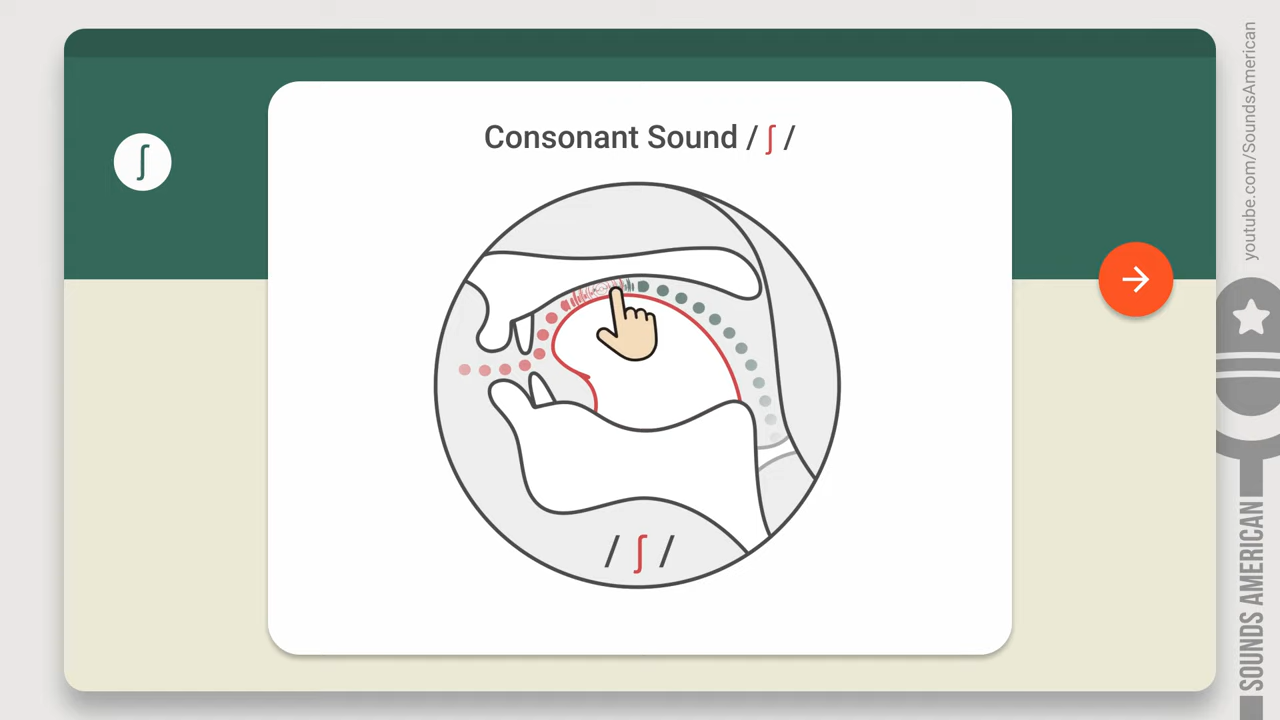 Consonant Sound / ʃ /
ʃ
/ ʃ /
youtube.com/SoundsAmerican
SOUNDS AMERICAN